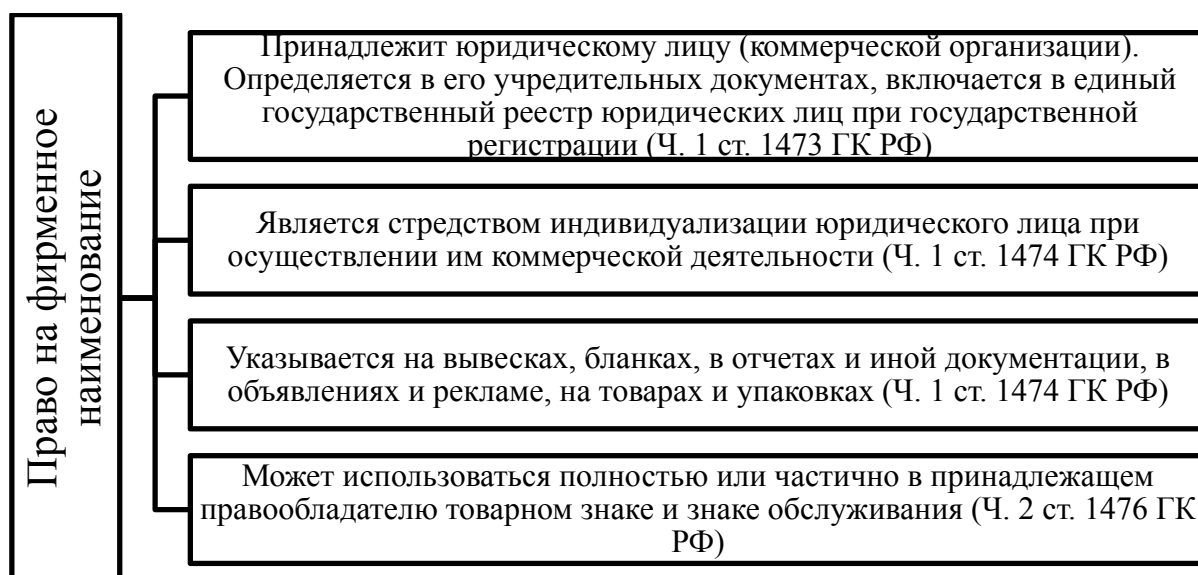 Право на фирменное
наименование
Принадлежит юридическому лицу (коммерческой организации).
Определяется в его учредительных документах, включается в единый
государственный реестр юридических лиц при государственной
регистрации (Ч. 1 ст. 1473 ГК РФ)
Является стредством индивидуализации юридического лица при
осуществлении им коммерческой деятельности (Ч. 1 ст. 1474 ГК РФ)
Указывается на вывесках, бланках, в отчетах и иной документации, в
объявлениях и рекламе, на товарах и упаковках (Ч. 1 ст. 1474 ГК РФ)
Может использоваться полностью или частично в принадлежащем
правообладателю товарном знаке и знаке обслуживания (Ч. 2 ст. 1476 ГК
РФ)